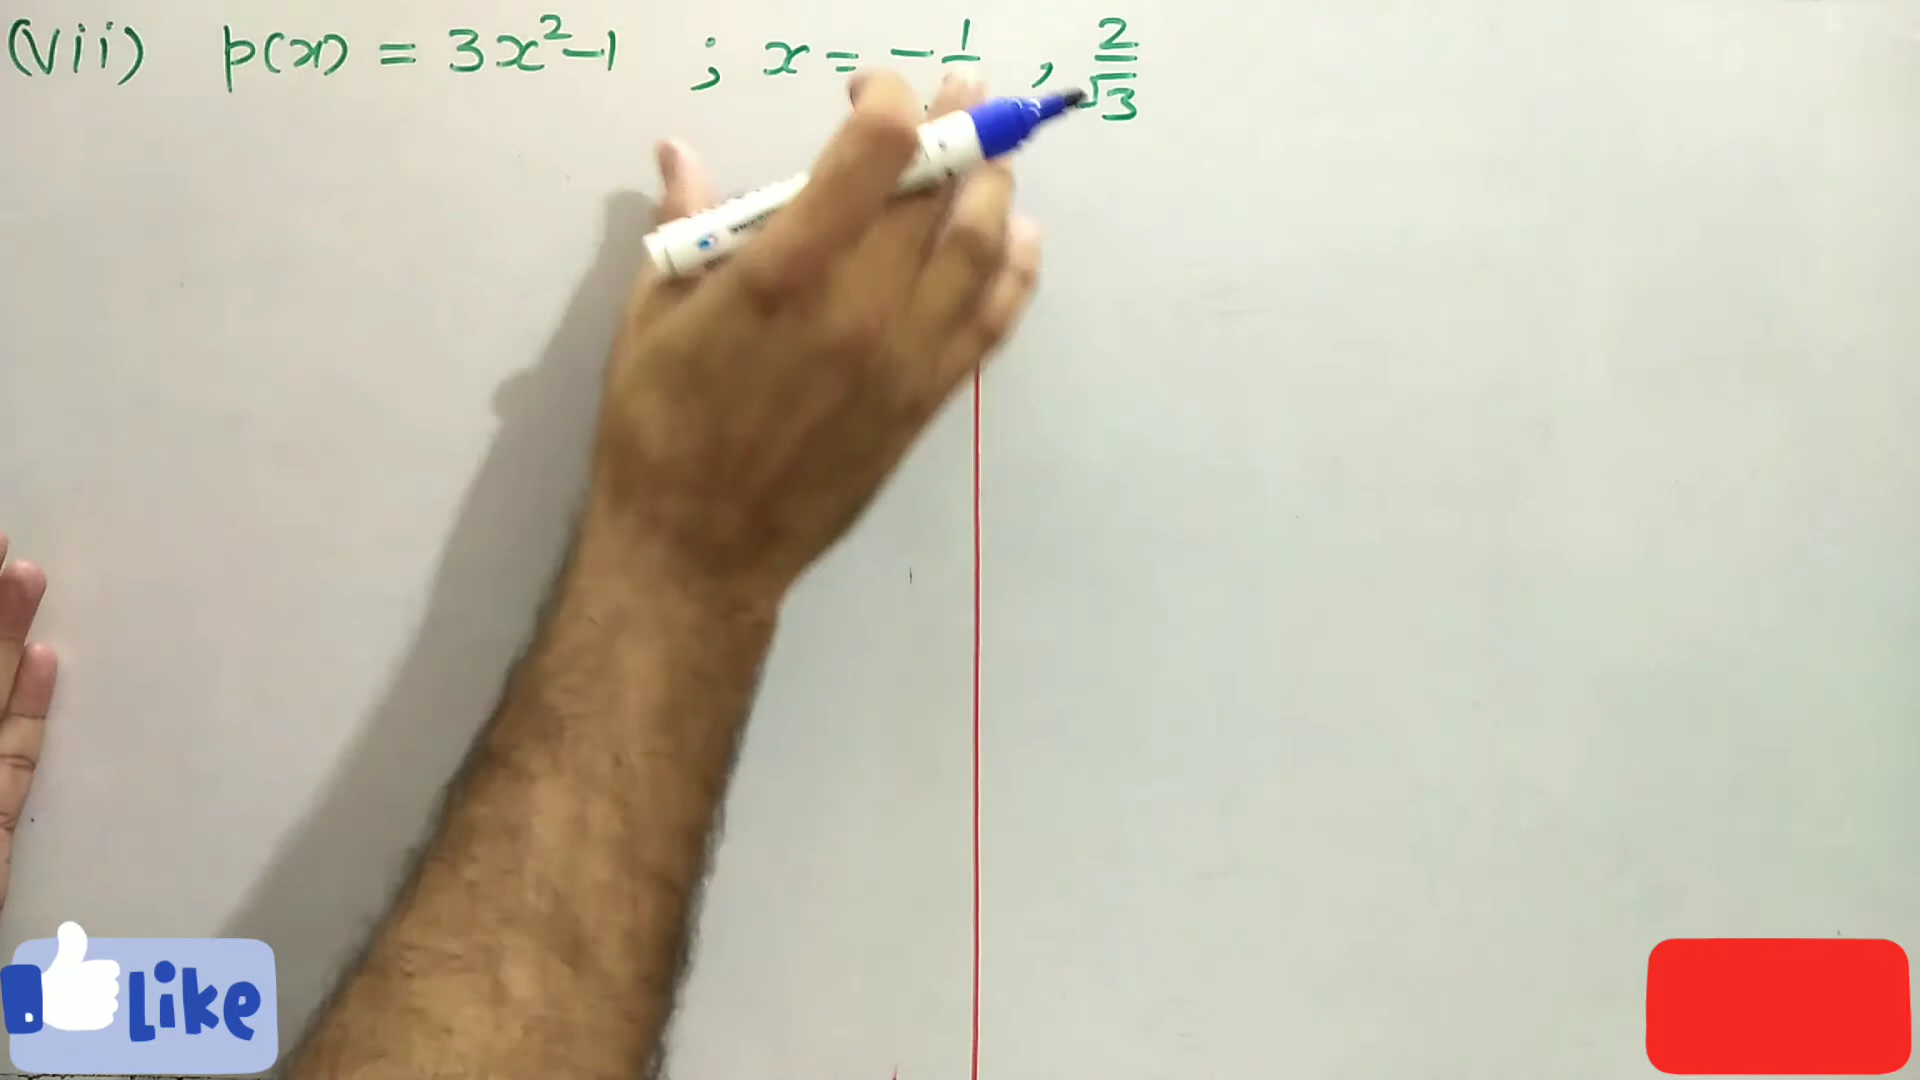 (vii) p(x) = 3x²-1 ; x = -1/ , 2/√3
Like